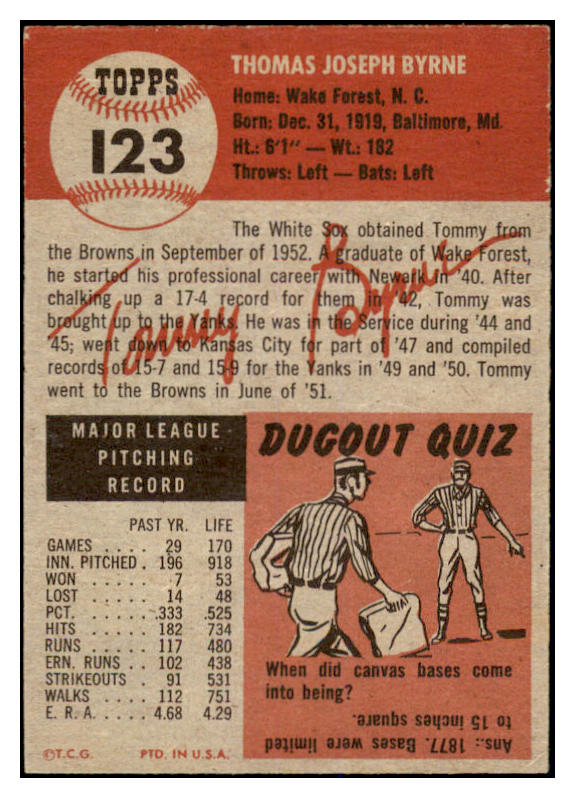 TOPPS
123
THOMAS JOSEPH BYRNE
Home: Wake Forest, N. C.
Born: Dec. 31, 1919, Baltimore, Md.
Ht.: 6'1" — Wt.: 182
Throws: Left — Bats: Left
The White Sox obtained Tommy from
the Browns in September of 1952. A graduate of Wake Forest,
he started his professional career with Newark in '40. After
chalking up a 17-4 record for them in '42, Tommy was
brought up to the Yanks. He was in the Service during '44 and
'45; went down to Kansas City for part of '47 and compiled
records of 15-7 and 15-9 for the Yanks in '49 and '50. Tommy
went to the Browns in June of '51.
Tommy Byrne
MAJOR LEAGUE
PITCHING
RECORD
PAST YR. LIFE
GAMES . . . . . 29 170
INN. PITCHED . 196 918
WON . . . . . . 7 53
LOST . . . . . . 14 48
PCT. . . . . . . .333 .525
HITS . . . . . . 182 734
RUNS . . . . . 117 480
ERN. RUNS . . . 102 438
STRIKEOUTS . . 91 531
WALKS . . . . . 112 751
E. R. A. . . . . . 4.68 4.29
©T.C.G. PTD. IN U.S.A.
DUGOUT QUIZ
When did canvas bases come
into being?
Ans.: 1877. Bases were limited
to 15 inches square.